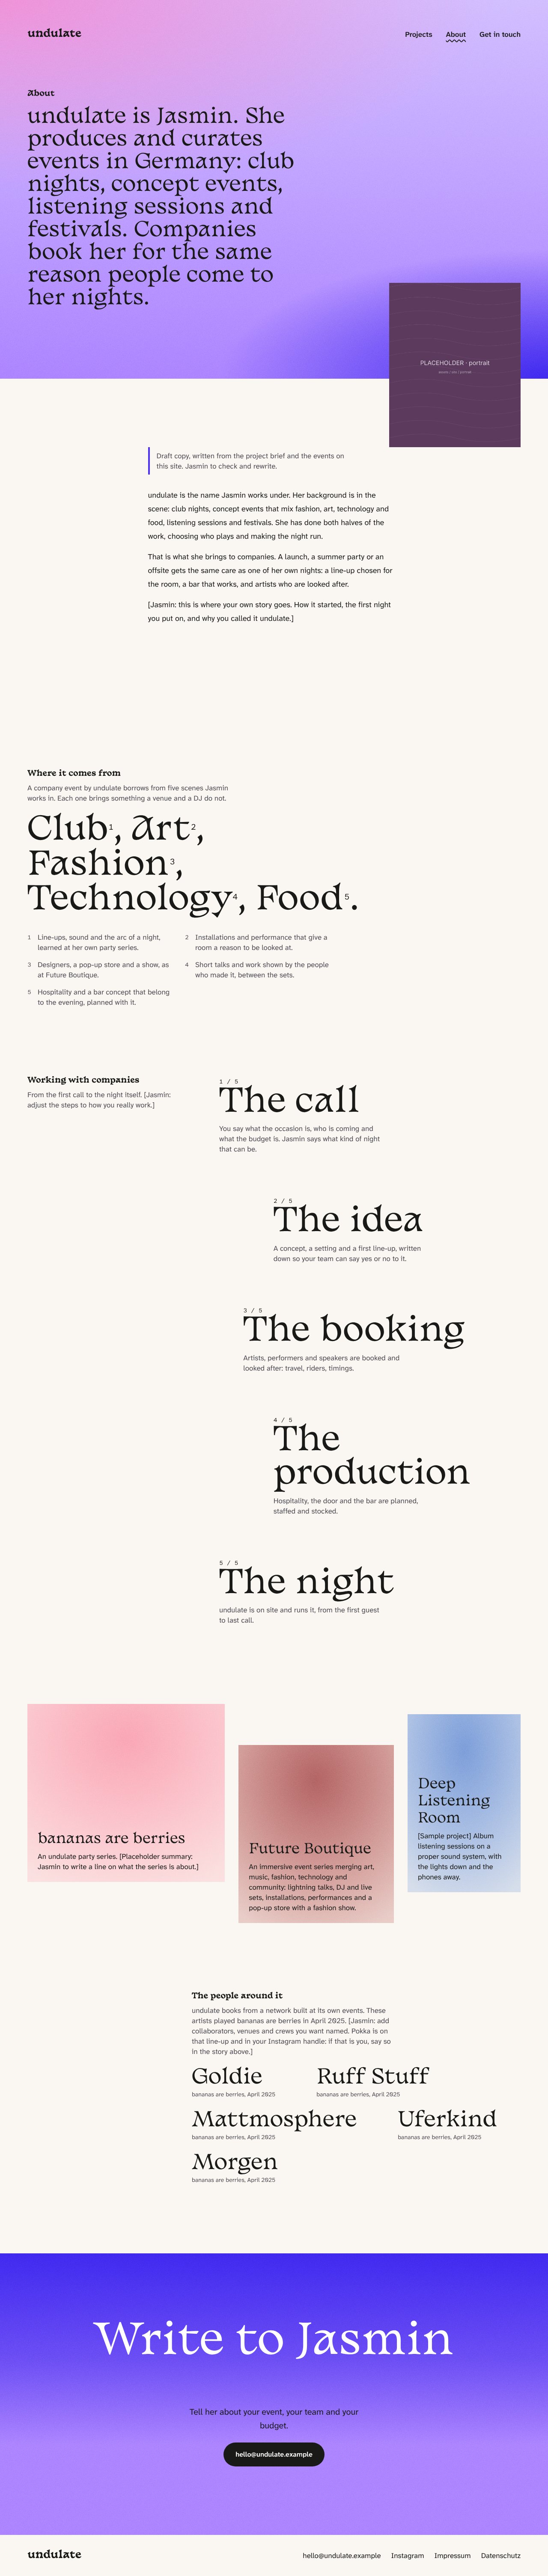 undulate
Projects
About
Get in touch
About
undulate is Jasmin. She
produces and curates
events in Germany: club
nights, concept events,
listening sessions and
festivals. Companies
book her for the same
reason people come to
her nights.
PLACEHOLDER · portrait
Draft copy, written from the project brief and the events on
this site. Jasmin to check and rewrite.
undulate is the name Jasmin works under. Her background is in the
scene: club nights, concept events that mix fashion, art, technology and
food, listening sessions and festivals. She has done both halves of the
work, choosing who plays and making the night run.
That is what she brings to companies. A launch, a summer party or an
offsite gets the same care as one of her own nights: a line-up chosen for
the room, a bar that works, and artists who are looked after.
[Jasmin: this is where your own story goes. How it started, the first night
you put on, and why you called it undulate.]
Where it comes from
A company event by undulate borrows from five scenes Jasmin
works in. Each one brings something a venue and a DJ do not.
Club1, Art2,
Fashion3,
Technology4, Food5.
1 Line-ups, sound and the arc of a night,
learned at her own party series.
2 Installations and performance that give a
room a reason to be looked at.
3 Designers, a pop-up store and a show, as
at Future Boutique.
4 Short talks and work shown by the people
who made it, between the sets.
5 Hospitality and a bar concept that belong
to the evening, planned with it.
Working with companies
From the first call to the night itself. [Jasmin:
adjust the steps to how you really work.]
1 / 5
The call
You say what the occasion is, who is coming and
what the budget is. Jasmin says what kind of night
that can be.
2 / 5
The idea
A concept, a setting and a first line-up, written
down so your team can say yes or no to it.
3 / 5
The booking
Artists, performers and speakers are booked and
looked after: travel, riders, timings.
4 / 5
The
production
Hospitality, the door and the bar are planned,
staffed and stocked.
5 / 5
The night
undulate is on site and runs it, from the first guest
to last call.
bananas are berries
An undulate party series. [Placeholder summary:
Jasmin to write a line on what the series is about.]
Future Boutique
An immersive event series merging art,
music, fashion, technology and
community: lightning talks, DJ and live
sets, installations, performances and a
pop-up store with a fashion show.
Deep
Listening
Room
[Sample project] Album
listening sessions on a
proper sound system, with
the lights down and the
phones away.
The people around it
undulate books from a network built at its own events. These
artists played bananas are berries in April 2025. [Jasmin: add
collaborators, venues and crews you want named. Pokka is on
that line-up and in your Instagram handle: if that is you, say so
in the story above.]
Goldie
bananas are berries, April 2025
Ruff Stuff
bananas are berries, April 2025
Mattmosphere
bananas are berries, April 2025
Uferkind
bananas are berries, April 2025
Morgen
bananas are berries, April 2025
Write to Jasmin
Tell her about your event, your team and your
budget.
hello@undulate.example
undulate
hello@undulate.example
Instagram
Impressum
Datenschutz